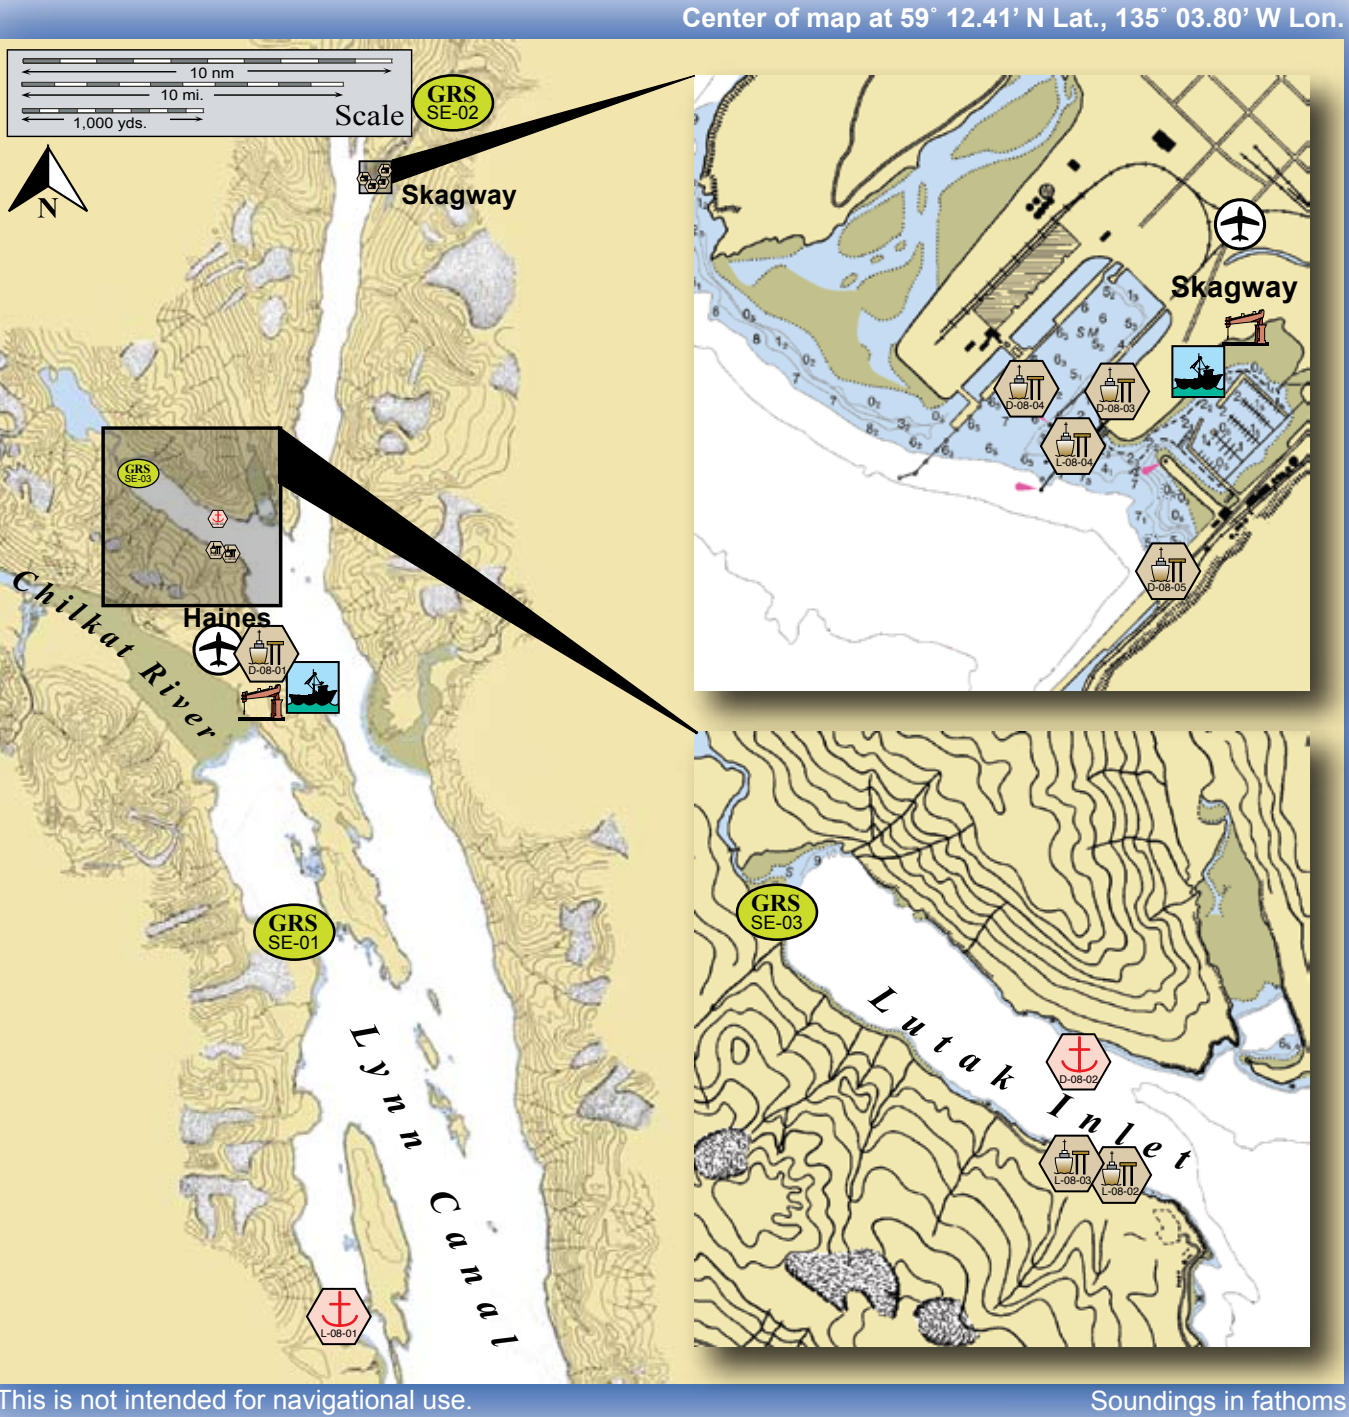 Center of map at 59° 12.41' N Lat., 135° 03.80' W Lon.
10 nm
10 mi.
1,000 yds.
Scale
N
GRS
SE-02
Skagway
GRS
SE-03
Chilkat River
Haines
D-08-01
GRS
SE-01
Lynn Canal
L-08-01
Skagway
S M
D-08-04
D-08-03
L-08-04
D-08-05
GRS
SE-03
Lutak Inlet
D-08-02
L-08-03
L-08-02
This is not intended for navigational use.
Soundings in fathoms